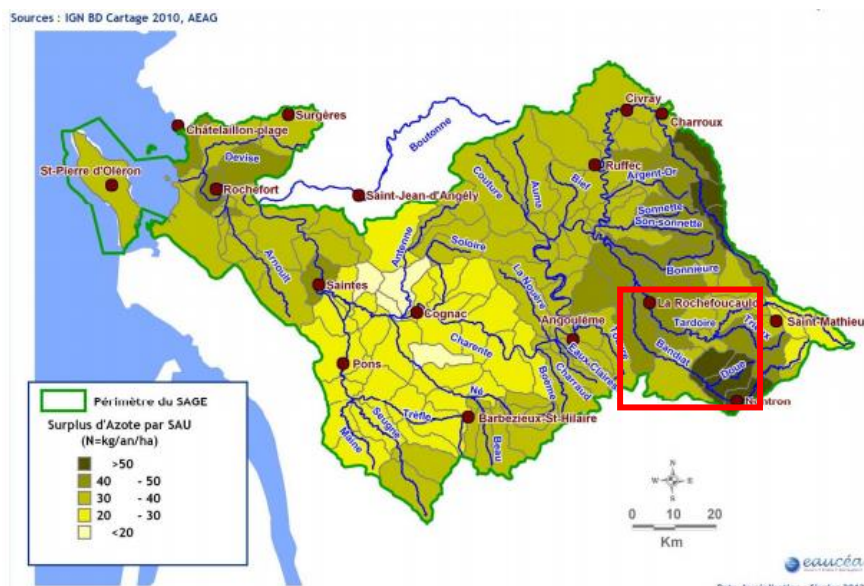 Sources : IGN BD Cartage 2010, AEAG
Surgères
Châtelaillon-plage
Devise
St-Pierre d'Oléron
Rochefort
Boutonne
Saint-Jean-d'Angély
Civray
Charroux
Ruffec
Argent-Or
Bief
Aume
Couture
Sonnette
Son-sonnette
Antenne
Soloire
Bonnieure
Arnoult
Saintes
La Nouère
La Rochefoucauld
Cognac
Angoulême
Tardoire
Trieux
Saint-Mathieu
Charente
Eaux-Claires
Charraud
Touvre
Bandiat
Doue
Pons
Né
Boeme
Nontron
Trèfle
Barbezieux-St-Hilaire
Seugne
Maine
Beau
Périmètre du SAGE
Surplus d'Azote par SAU
(N=kg/an/ha)
>50
40 - 50
30 - 40
20 - 30
<20
N
W E
S
0 10 20
Km
eaucéa